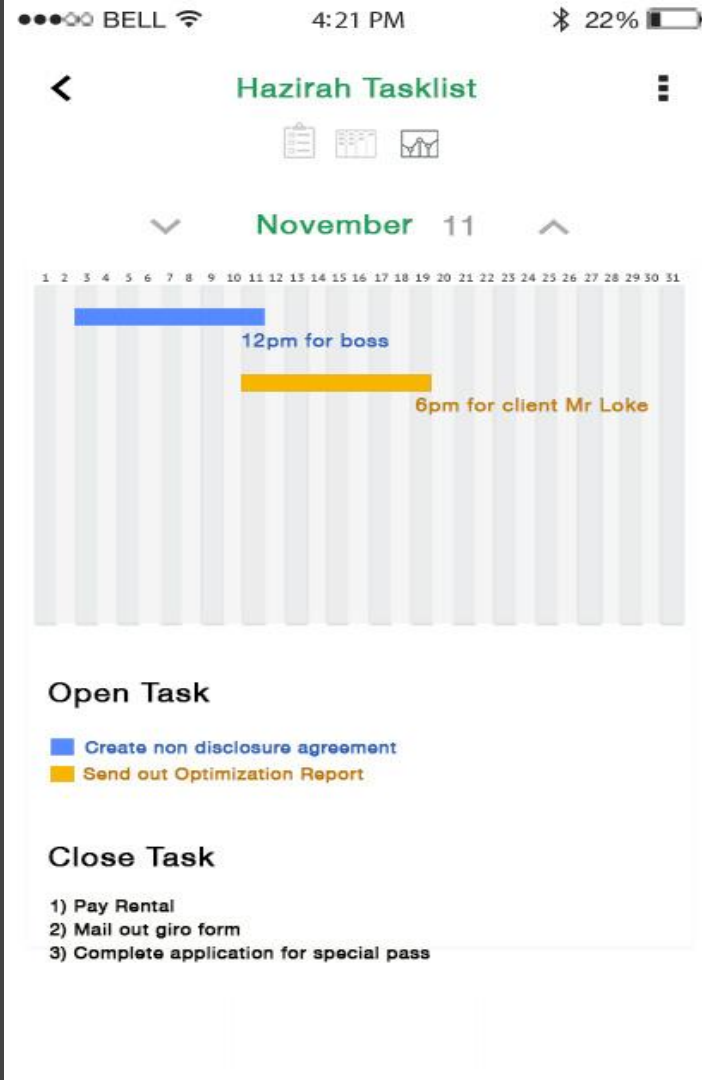 BELL 4:21 PM 22%
Hazirah Tasklist
November 11
1 2 3 4 5 6 7 8 9 10 11 12 13 14 15 16 17 18 19 20 21 22 23 24 25 26 27 28 29 30 31
12pm for boss
6pm for client Mr Loke
Open Task
Create non disclosure agreement
Send out Optimization Report
Close Task
1) Pay Rental
2) Mail out giro form
3) Complete application for special pass